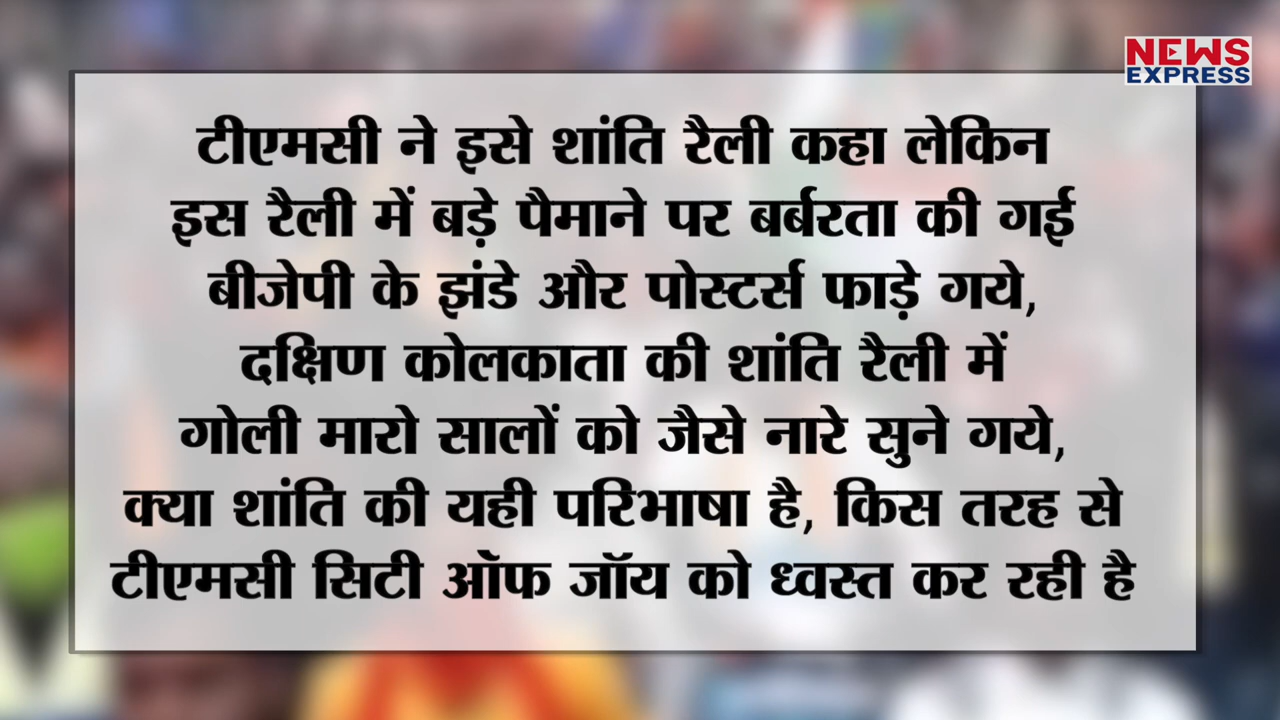 NEWS
EXPRESS
टीएमसी ने इसे शांति रैली कहा लेकिन
इस रैली में बड़े पैमाने पर बर्बरता की गई
बीजेपी के झंडे और पोस्टर्स फाड़े गये,
दक्षिण कोलकाता की शांति रैली में
गोली मारो सालों को जैसे नारे सुने गये,
क्या शांति की यही परिभाषा है, किस तरह से
टीएमसी सिटी ऑफ जॉय को ध्वस्त कर रही है